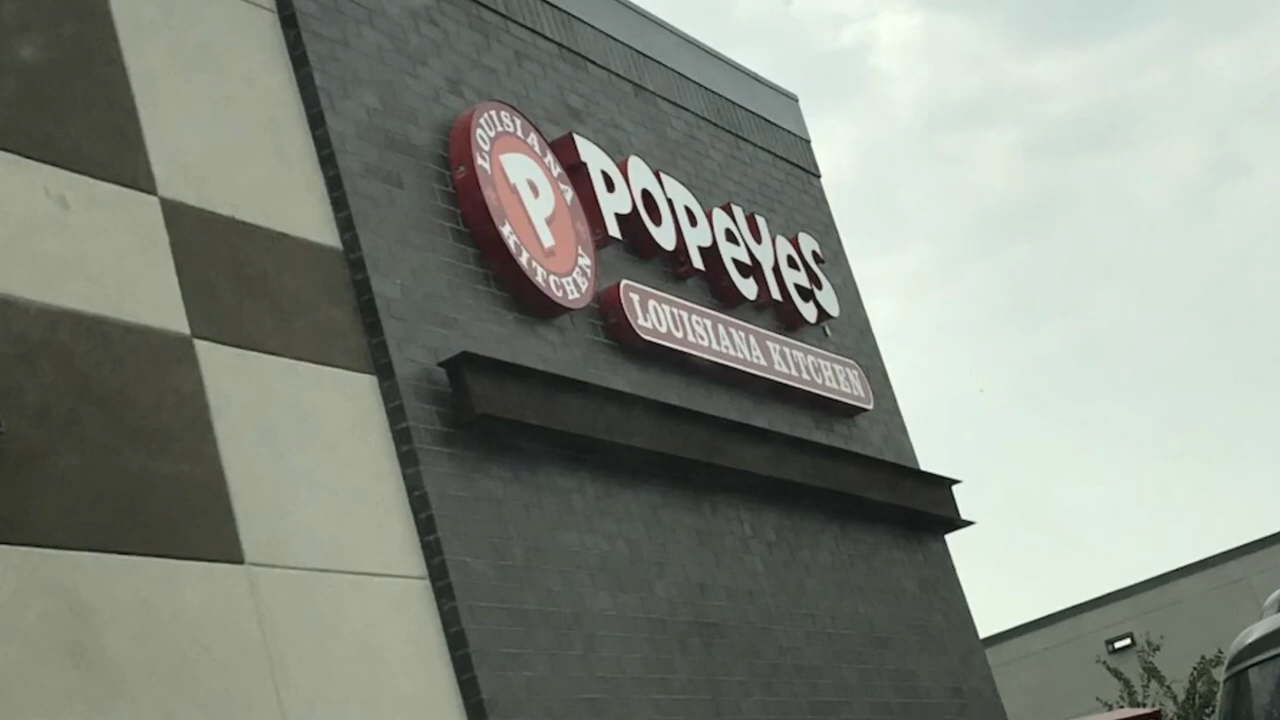 LOUISIANA
P
KITCHEN
POPEYES
LOUISIANA KITCHEN